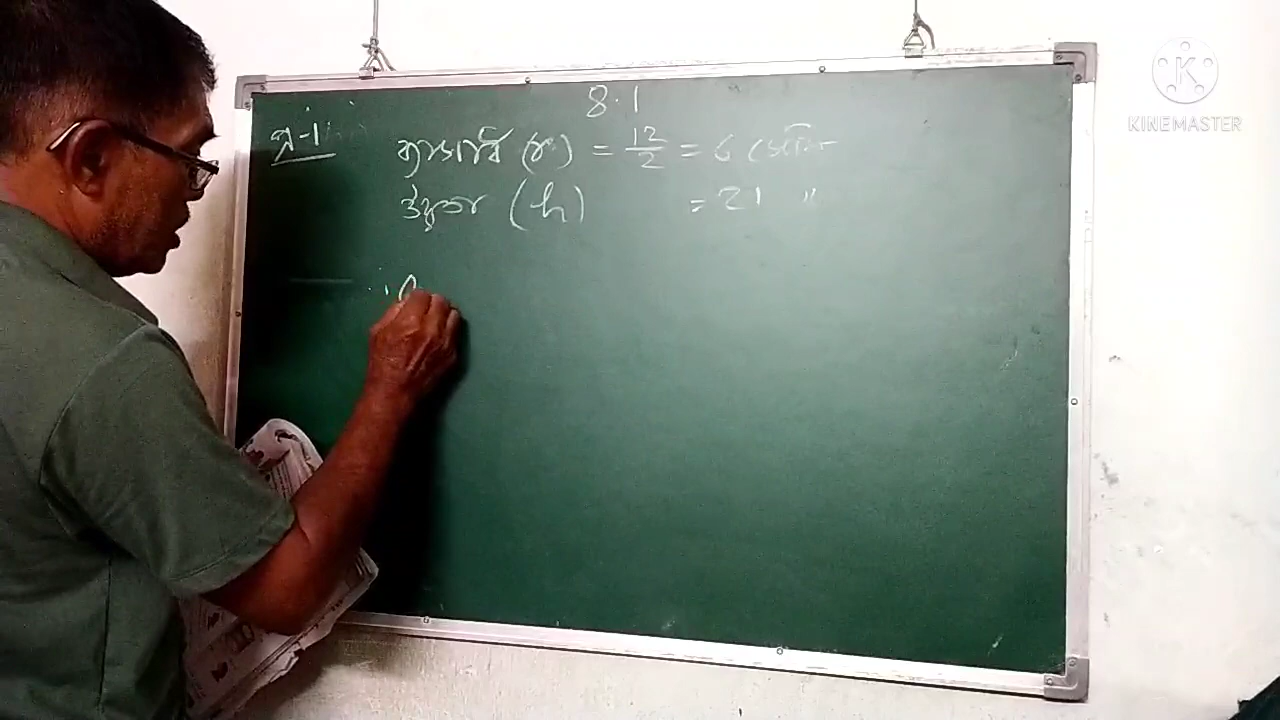 8.1
প্র-1
ব্যাসার্ধ (r) = 12/2 = 6 সেমি
উচ্চতা (h) = 21 "
K
KINEMASTER